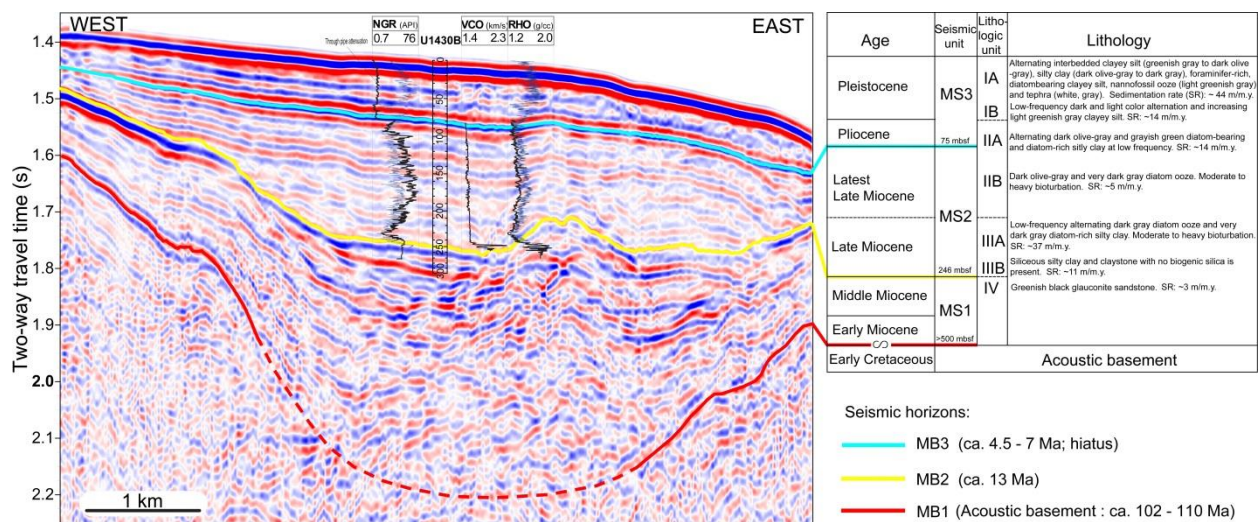 WEST
EAST
NGR (API)
0.7 76
U1430B
VCO (km/s)
1.4 2.3
RHO (g/cc)
1.2 2.0
Through pipe attenuation
Two-way travel time (s)
1.4
1.5
1.6
1.7
1.8
1.9
2.0
2.1
2.2
0
50
100
150
200
250
300
1 km
Age
Seismic unit
Litho-
logic
unit
Lithology
Pleistocene
Pliocene
Latest
Late Miocene
Late Miocene
Middle Miocene
Early Miocene
Early Cretaceous
MS3
75 mbsf
MS2
246 mbsf
MS1
>500 mbsf
IA
IB
IIA
IIB
IIIA
IIIB
IV
Alternating interbedded clayey silt (greenish gray to dark olive
-gray), silty clay (dark olive-gray to dark gray), foraminifer-rich,
diatombearing clayey silt, nannofossil ooze (light greenish gray)
and tephra (white, gray). Sedimentation rate (SR): ~ 44 m/m.y.
Low-frequency dark and light color alternation and increasing
light greenish gray clayey silt. SR: ~14 m/m.y.
Alternating dark olive-gray and grayish green diatom-bearing
and diatom-rich silty clay at low frequency. SR: ~14 m/m.y.
Dark olive-gray and very dark gray diatom ooze. Moderate to
heavy bioturbation. SR: ~5 m/m.y.
Low-frequency alternating dark gray diatom ooze and very
dark gray diatom-rich silty clay. Moderate to heavy bioturbation.
SR: ~37 m/m.y.
Siliceous silty clay and claystone with no biogenic silica is
present. SR: ~11 m/m.y.
Greenish black glauconite sandstone. SR: ~3 m/m.y.
Acoustic basement
Seismic horizons:
MB3 (ca. 4.5 - 7 Ma; hiatus)
MB2 (ca. 13 Ma)
MB1 (Acoustic basement : ca. 102 - 110 Ma)